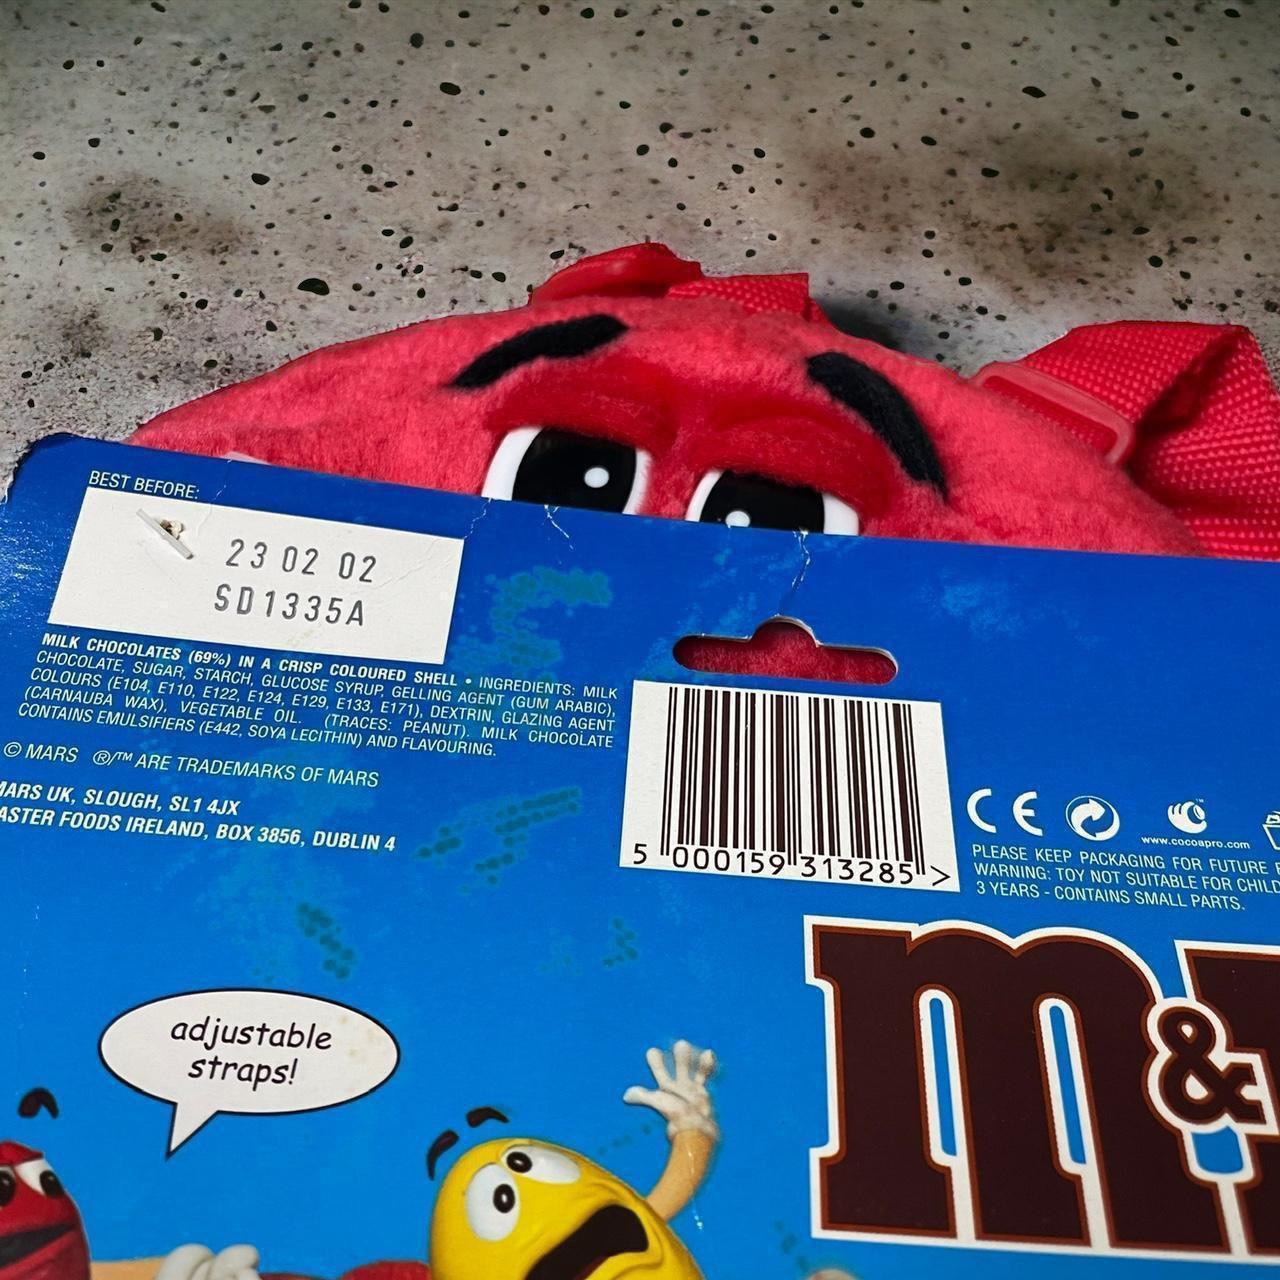 BEST BEFORE:
23 02 02
SD1335A
MILK CHOCOLATES (69%) IN A CRISP COLOURED SHELL • INGREDIENTS: MILK
CHOCOLATE, SUGAR, STARCH, GLUCOSE SYRUP, GELLING AGENT (GUM ARABIC),
COLOURS (E104, E110, E122, E124, E129, E133, E171), DEXTRIN, GLAZING AGENT
(CARNAUBA WAX), VEGETABLE OIL. (TRACES: PEANUT). MILK CHOCOLATE
CONTAINS EMULSIFIERS (E442, SOYA LECITHIN) AND FLAVOURING.
© MARS ®/™ ARE TRADEMARKS OF MARS
MARS UK, SLOUGH, SL1 4JX
ASTER FOODS IRELAND, BOX 3856, DUBLIN 4
5 000159 313285 >
CE
www.cocoapro.com
PLEASE KEEP PACKAGING FOR FUTURE
WARNING: TOY NOT SUITABLE FOR CHILD
3 YEARS - CONTAINS SMALL PARTS.
m&
adjustable
straps!